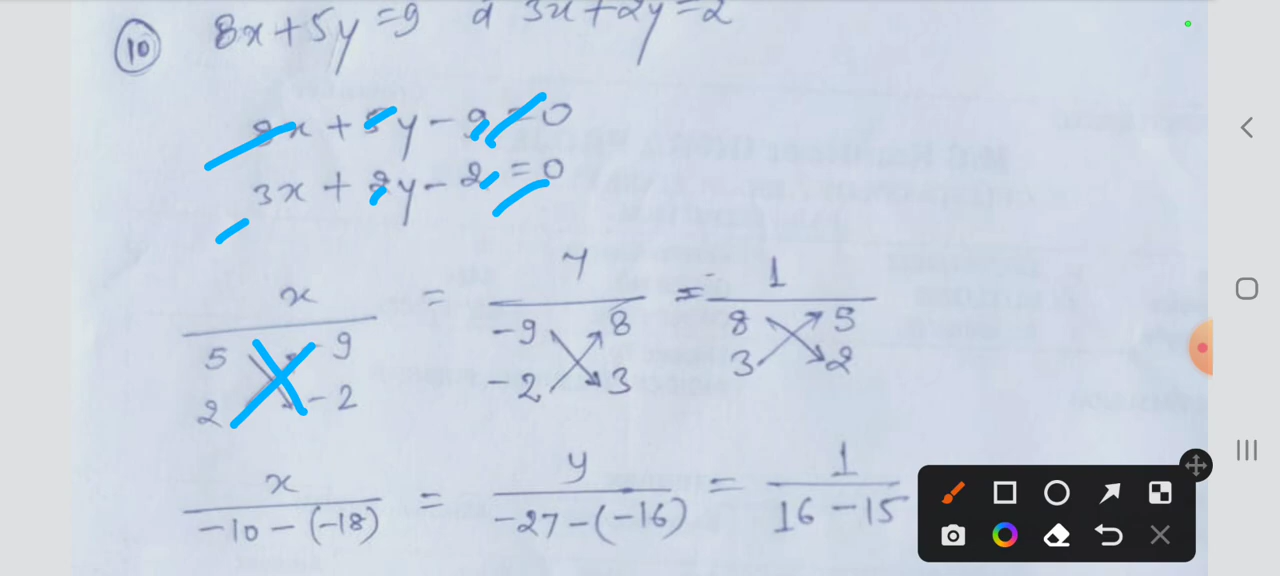 (10) 8x+5y=9 d 3x+2y=2
8x+5y-9=0
3x+2y-2=0
x = y = 1
5 -9 -9 8 8 5
2 -2 -2 3 3 2
x = y = 1
-10-(-18) -27-(-16) 16-15